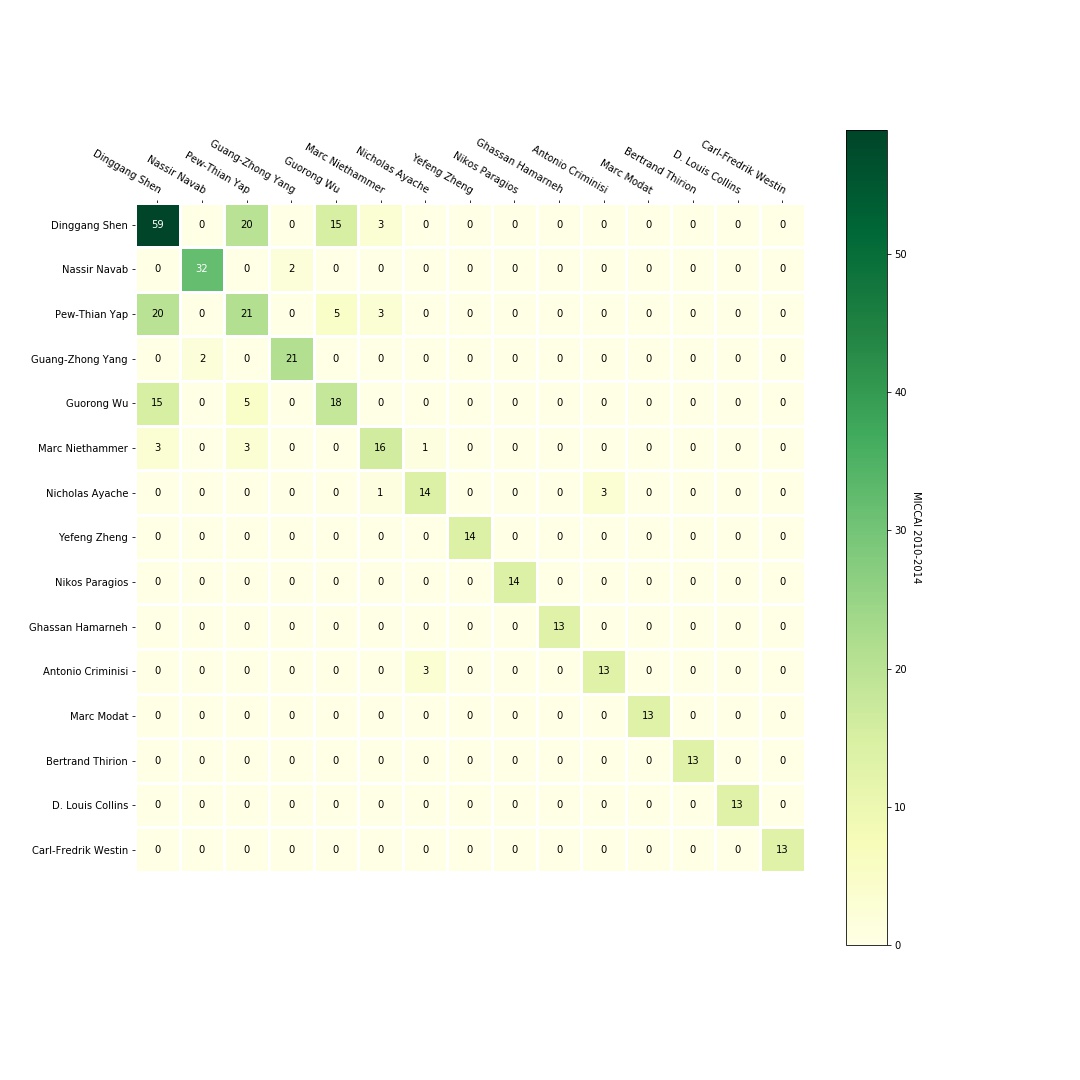 Dinggang Shen
Nassir Navab
Pew-Thian Yap
Guang-Zhong Yang
Guorong Wu
Marc Niethammer
Nicholas Ayache
Yefeng Zheng
Nikos Paragios
Ghassan Hamarneh
Antonio Criminisi
Marc Modat
Bertrand Thirion
D. Louis Collins
Carl-Fredrik Westin
Dinggang Shen 59 0 20 0 15 3 0 0 0 0 0 0 0 0 0
Nassir Navab 0 32 0 2 0 0 0 0 0 0 0 0 0 0 0
Pew-Thian Yap 20 0 21 0 5 3 0 0 0 0 0 0 0 0 0
Guang-Zhong Yang 0 2 0 21 0 0 0 0 0 0 0 0 0 0 0
Guorong Wu 15 0 5 0 18 0 0 0 0 0 0 0 0 0 0
Marc Niethammer 3 0 3 0 0 16 1 0 0 0 0 0 0 0 0
Nicholas Ayache 0 0 0 0 0 1 14 0 0 0 3 0 0 0 0
Yefeng Zheng 0 0 0 0 0 0 0 14 0 0 0 0 0 0 0
Nikos Paragios 0 0 0 0 0 0 0 0 14 0 0 0 0 0 0
Ghassan Hamarneh 0 0 0 0 0 0 0 0 0 13 0 0 0 0 0
Antonio Criminisi 0 0 0 0 0 0 3 0 0 0 13 0 0 0 0
Marc Modat 0 0 0 0 0 0 0 0 0 0 0 13 0 0 0
Bertrand Thirion 0 0 0 0 0 0 0 0 0 0 0 0 13 0 0
D. Louis Collins 0 0 0 0 0 0 0 0 0 0 0 0 0 13 0
Carl-Fredrik Westin 0 0 0 0 0 0 0 0 0 0 0 0 0 0 13
50
40
30
20
10
0
MICCAI 2010-2014